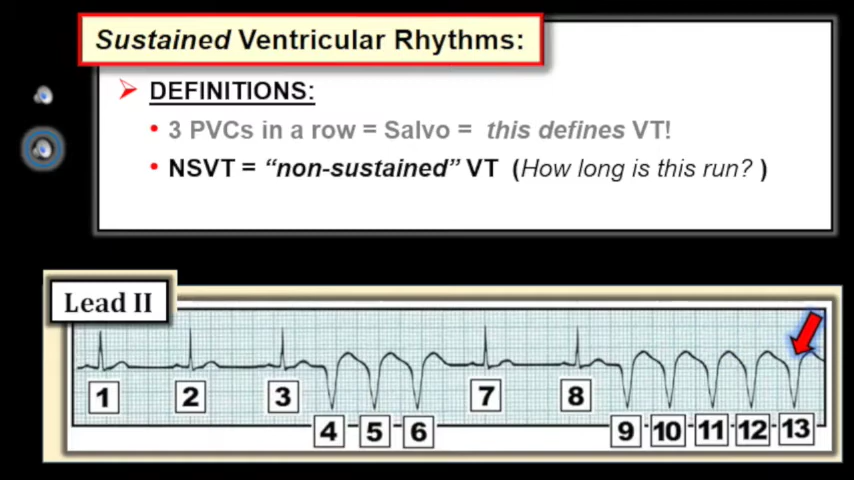 Sustained Ventricular Rhythms:
DEFINITIONS:
• 3 PVCs in a row = Salvo = this defines VT!
• NSVT = “non-sustained” VT (How long is this run? )
Lead II
1 2 3 7 8
4 5 6 9 10 11 12 13